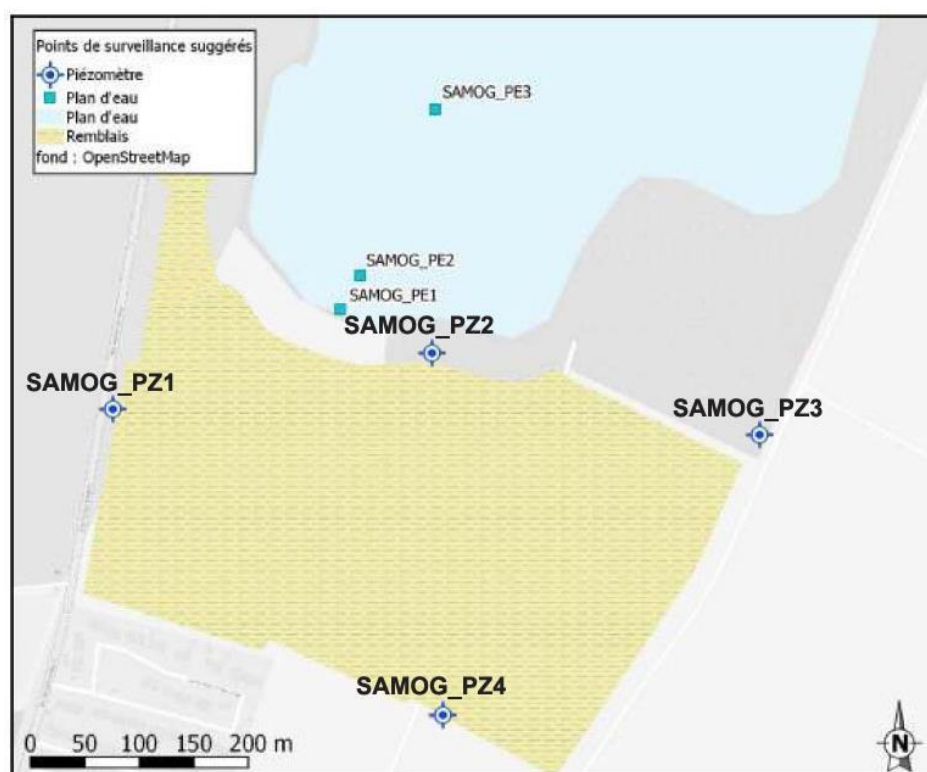 Points de surveillance suggérés
Piézomètre
Plan d'eau
Plan d'eau
Remblais
fond : OpenStreetMap
SAMOG_PE3
SAMOG_PE2
SAMOG_PE1
SAMOG_PZ2
SAMOG_PZ1
SAMOG_PZ3
SAMOG_PZ4
0 50 100 150 200 m
N